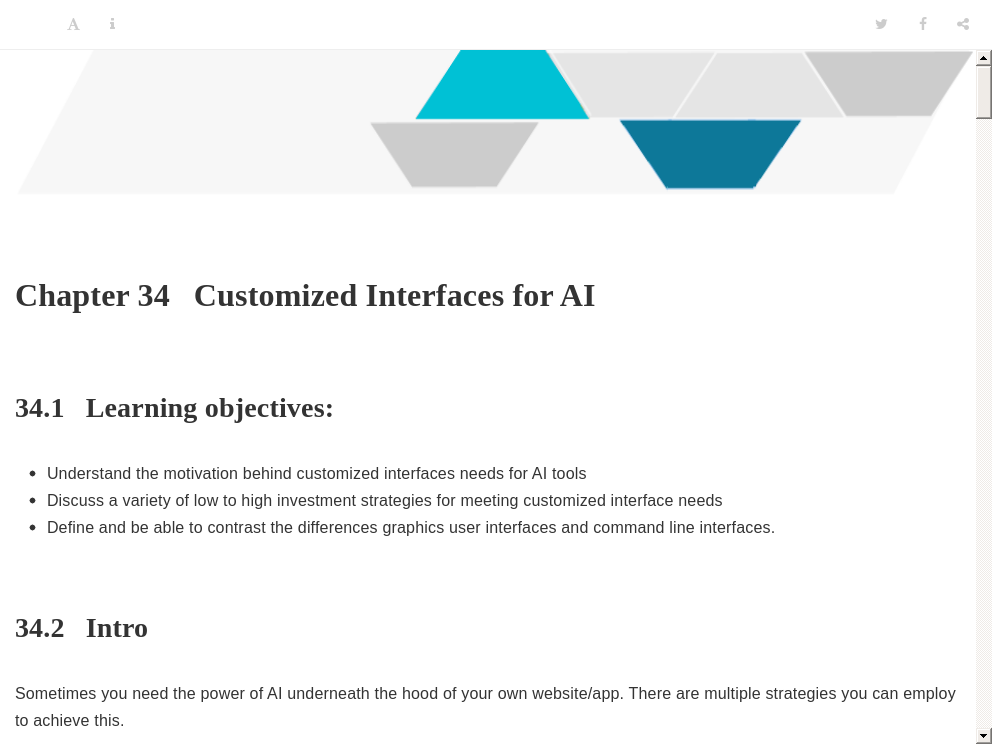 Chapter 34 Customized Interfaces for AI
34.1 Learning objectives:
Understand the motivation behind customized interfaces needs for AI tools
Discuss a variety of low to high investment strategies for meeting customized interface needs
Define and be able to contrast the differences graphics user interfaces and command line interfaces.
34.2 Intro
Sometimes you need the power of AI underneath the hood of your own website/app. There are multiple strategies you can employ
to achieve this.